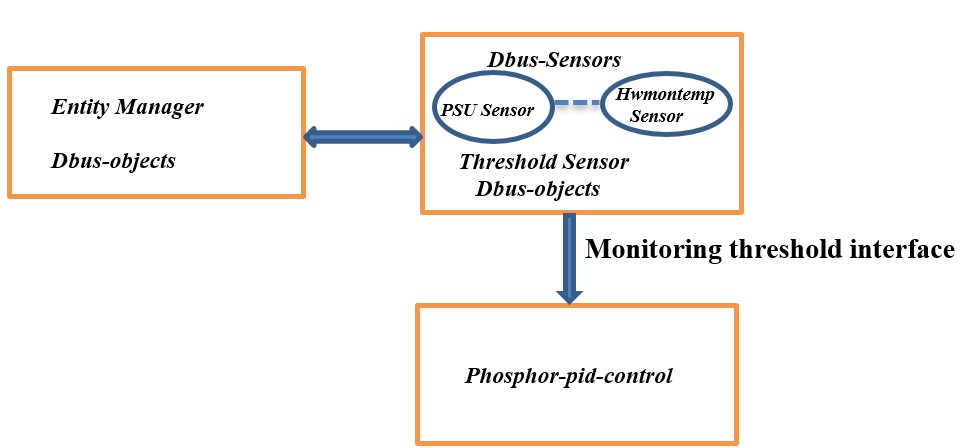 Entity Manager
Dbus-objects
Dbus-Sensors
PSU Sensor
Hwmontemp
Sensor
Threshold Sensor
Dbus-objects
Monitoring threshold interface
Phosphor-pid-control